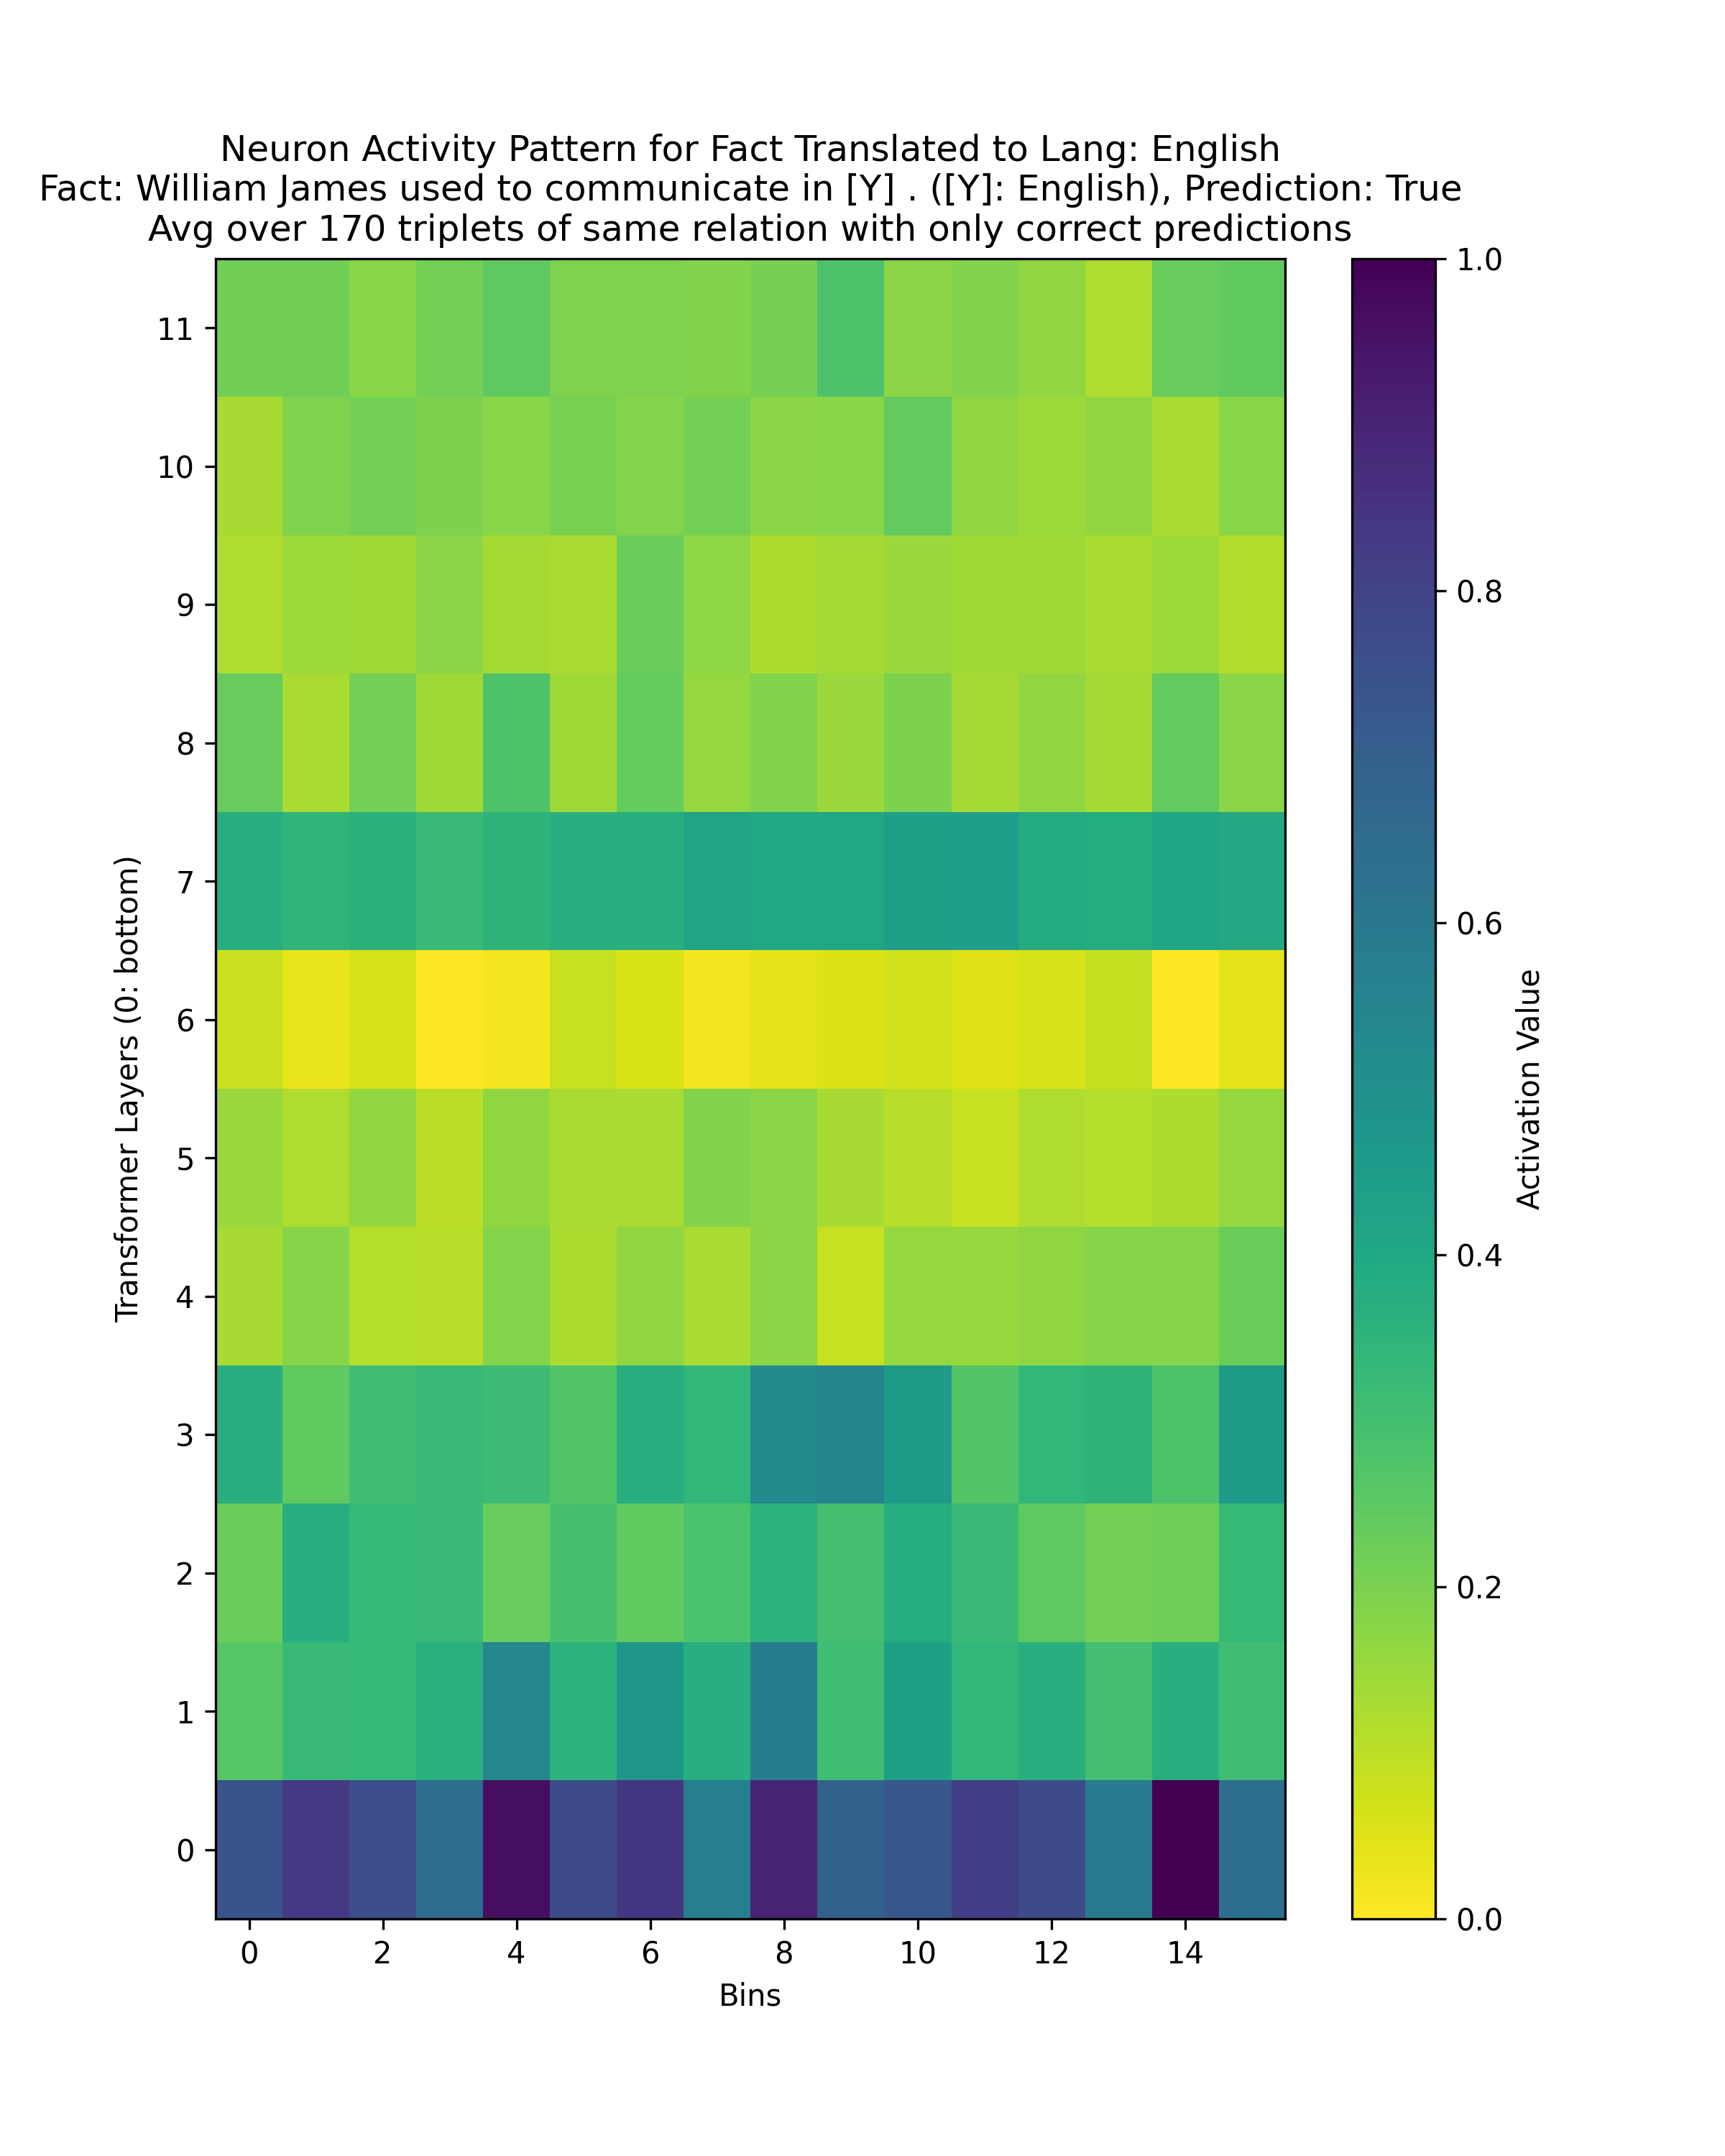 Neuron Activity Pattern for Fact Translated to Lang: English
Fact: William James used to communicate in [Y] . ([Y]: English), Prediction: True
Avg over 170 triplets of same relation with only correct predictions
Transformer Layers (0: bottom)
11
10
9
8
7
6
5
4
3
2
1
0
0 2 4 6 8 10 12 14
Bins
1.0
0.8
0.6
0.4
0.2
0.0
Activation Value